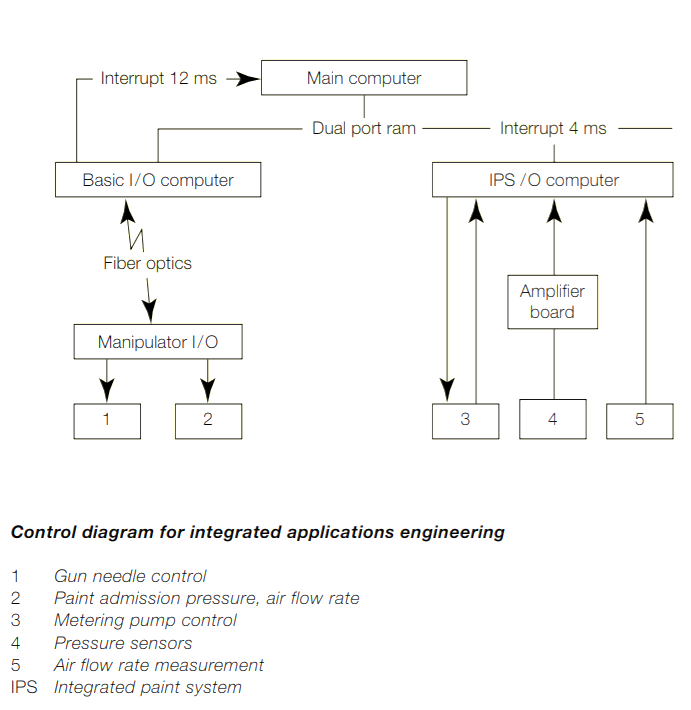 Interrupt 12 ms
Main computer
Dual port ram
Interrupt 4 ms
Basic I/O computer
IPS /O computer
Fiber optics
Amplifier
board
Manipulator I/O
1
2
3
4
5
Control diagram for integrated applications engineering
1 Gun needle control
2 Paint admission pressure, air flow rate
3 Metering pump control
4 Pressure sensors
5 Air flow rate measurement
IPS Integrated paint system